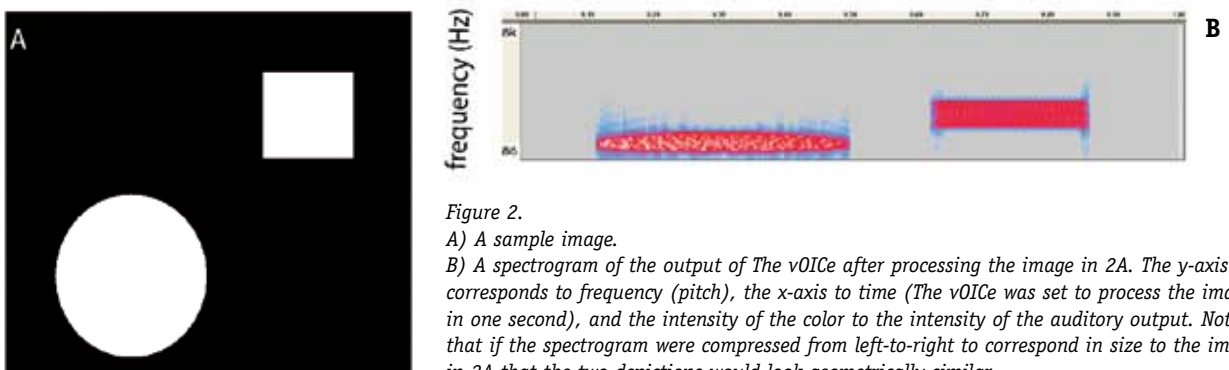 A
B
frequency (Hz)
Figure 2.
A) A sample image.
B) A spectrogram of the output of The vOICe after processing the image in 2A. The y-axis
corresponds to frequency (pitch), the x-axis to time (The vOICe was set to process the
in one second), and the intensity of the color to the intensity of the auditory output.
that if the spectrogram were compressed from left-to-right to correspond in size to the
in 2A that the two depictions would look geometrically similar.